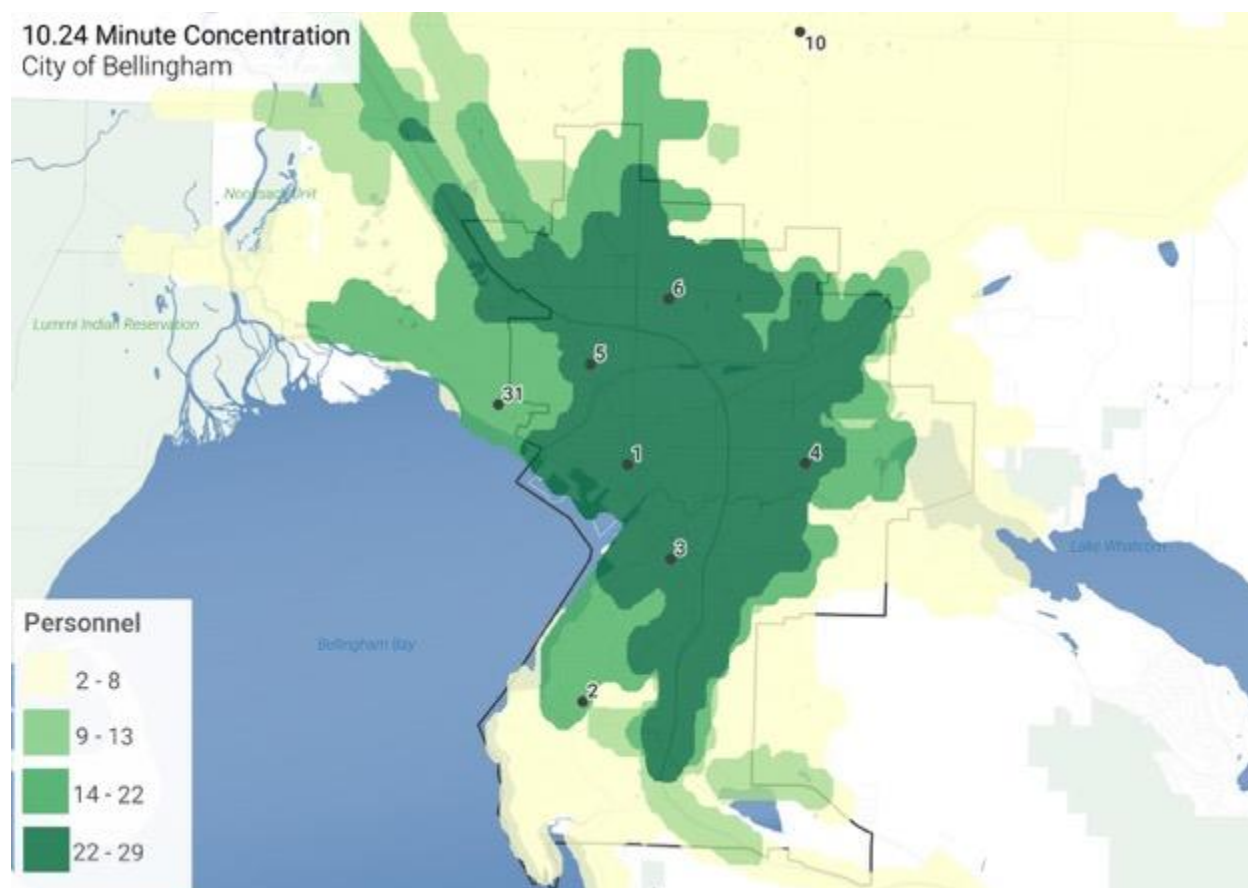 10.24 Minute Concentration
City of Bellingham
10
Nooksack Unit
6
Lummi Indian Reservation
5
31
1
4
3
Lake Whatcom
Personnel
Bellingham Bay
2 - 8
2
9 - 13
14 - 22
22 - 29